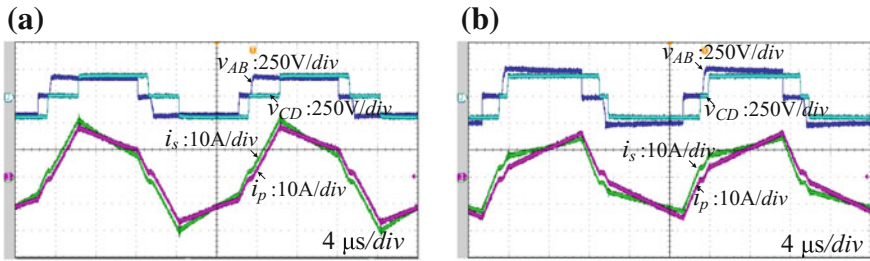 (a)
v_AB :250V/div
v_CD :250V/div
i_s :10A/div
i_p :10A/div
4 μs/div
(b)
v_AB :250V/div
v_CD :250V/div
i_s :10A/div
i_p :10A/div
4 μs/div